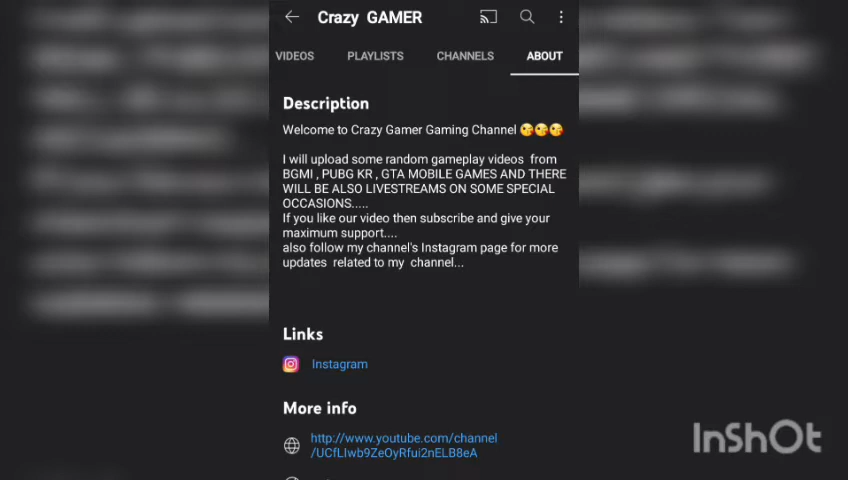 Crazy GAMER
VIDEOS PLAYLISTS CHANNELS ABOUT
Description
Welcome to Crazy Gamer Gaming Channel 😘😘😘
I will upload some random gameplay videos from
BGMI , PUBG KR , GTA MOBILE GAMES AND THERE
WILL BE ALSO LIVESTREAMS ON SOME SPECIAL
OCCASIONS.....
If you like our video then subscribe and give your
maximum support....
also follow my channel's Instagram page for more
updates related to my channel...
Links
Instagram
More info
http://www.youtube.com/channel
/UCfLIwb9ZeOyRfui2nELB8eA
InShOt